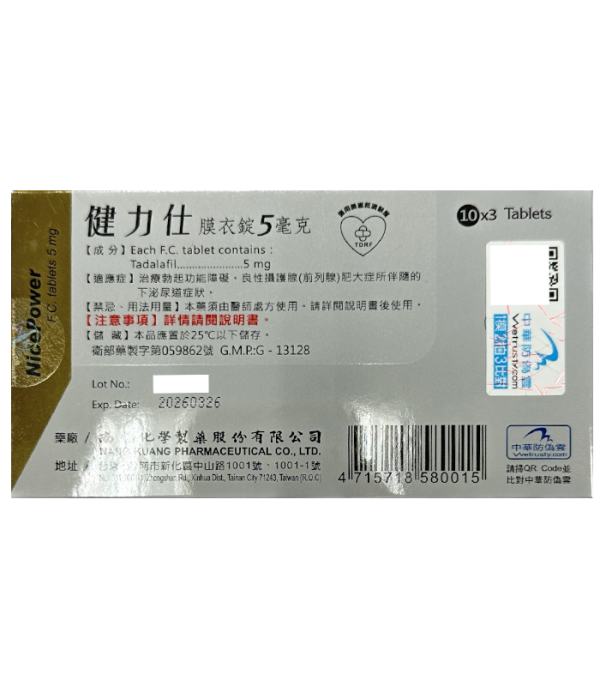 NicePower
F.C. tablets 5 mg
健力仕 膜衣錠5毫克
TDRF
10x3 Tablets
【成分】Each F.C. tablet contains：
Tadalafil....................5 mg
【適應症】治療勃起功能障礙。良性攝護腺(前列腺)肥大症所伴隨的
下泌尿道症狀。
【禁忌、用法用量】本藥須由醫師處方使用。請詳閱說明書後使用。
【注意事項】詳情請閱說明書。
【儲 藏】本品應置於25℃以下儲存。
衛部藥製字第059862號 G.M.P.:G - 13128
中華防偽雲
Vvetrustry.com
Lot No.:
Exp. Date: 20260326
藥廠／ 化學製藥股份有限公司
KUANG PHARMACEUTICAL CO., LTD.
地址／ 新化區中山路1001號、1001-1號
Zhongshan Rd., Xinhua Dist., Tainan City 71243, Taiwan (R.O.C)
4 715718 580015
中華防偽雲
Vvetrustry.com
請掃QR. Code並
比對中華防偽雲